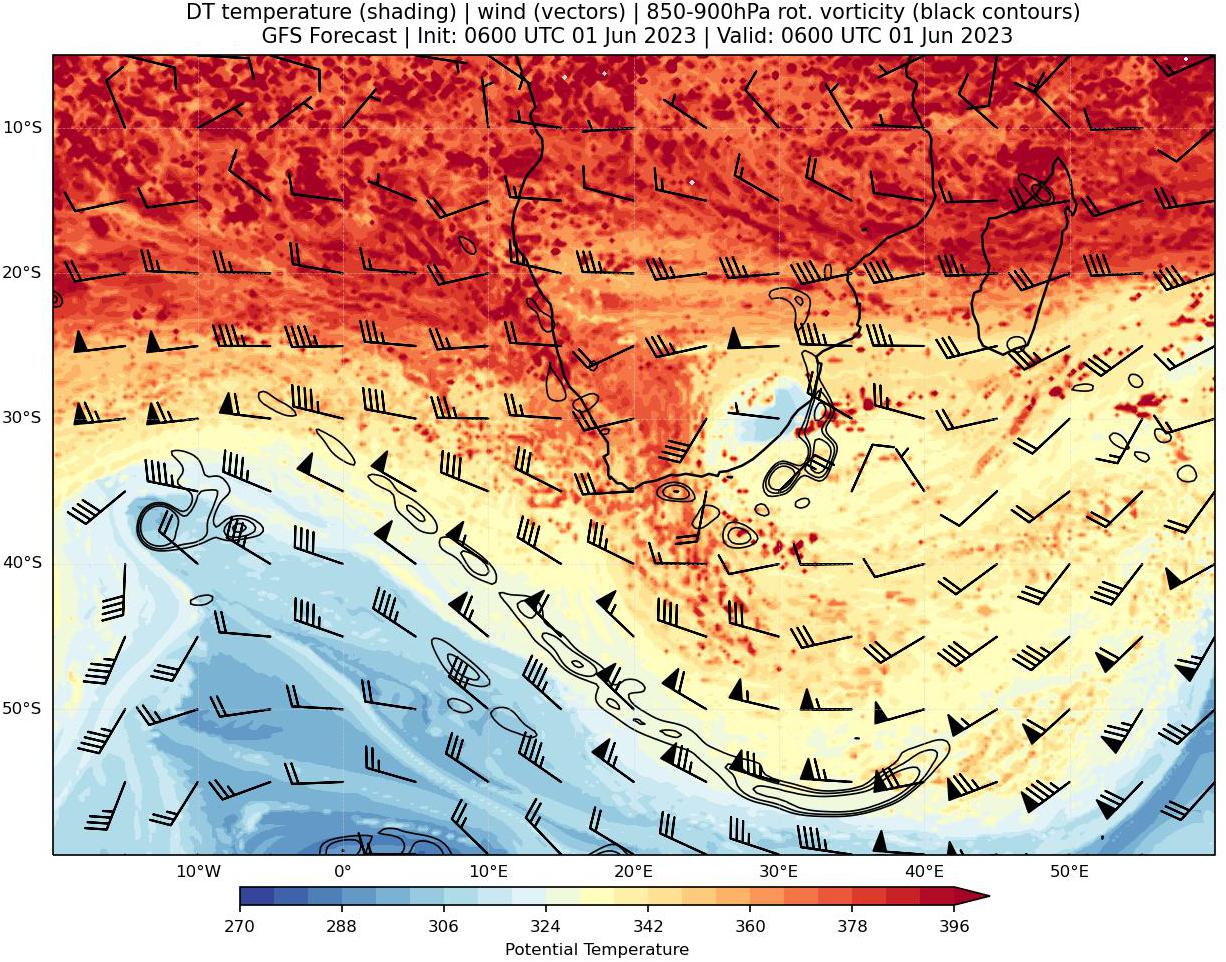 DT temperature (shading) | wind (vectors) | 850-900hPa rot. vorticity (black contours)
GFS Forecast | Init: 0600 UTC 01 Jun 2023 | Valid: 0600 UTC 01 Jun 2023
10°S
20°S
30°S
40°S
50°S
10°W 0° 10°E 20°E 30°E 40°E 50°E
270 288 306 324 342 360 378 396
Potential Temperature